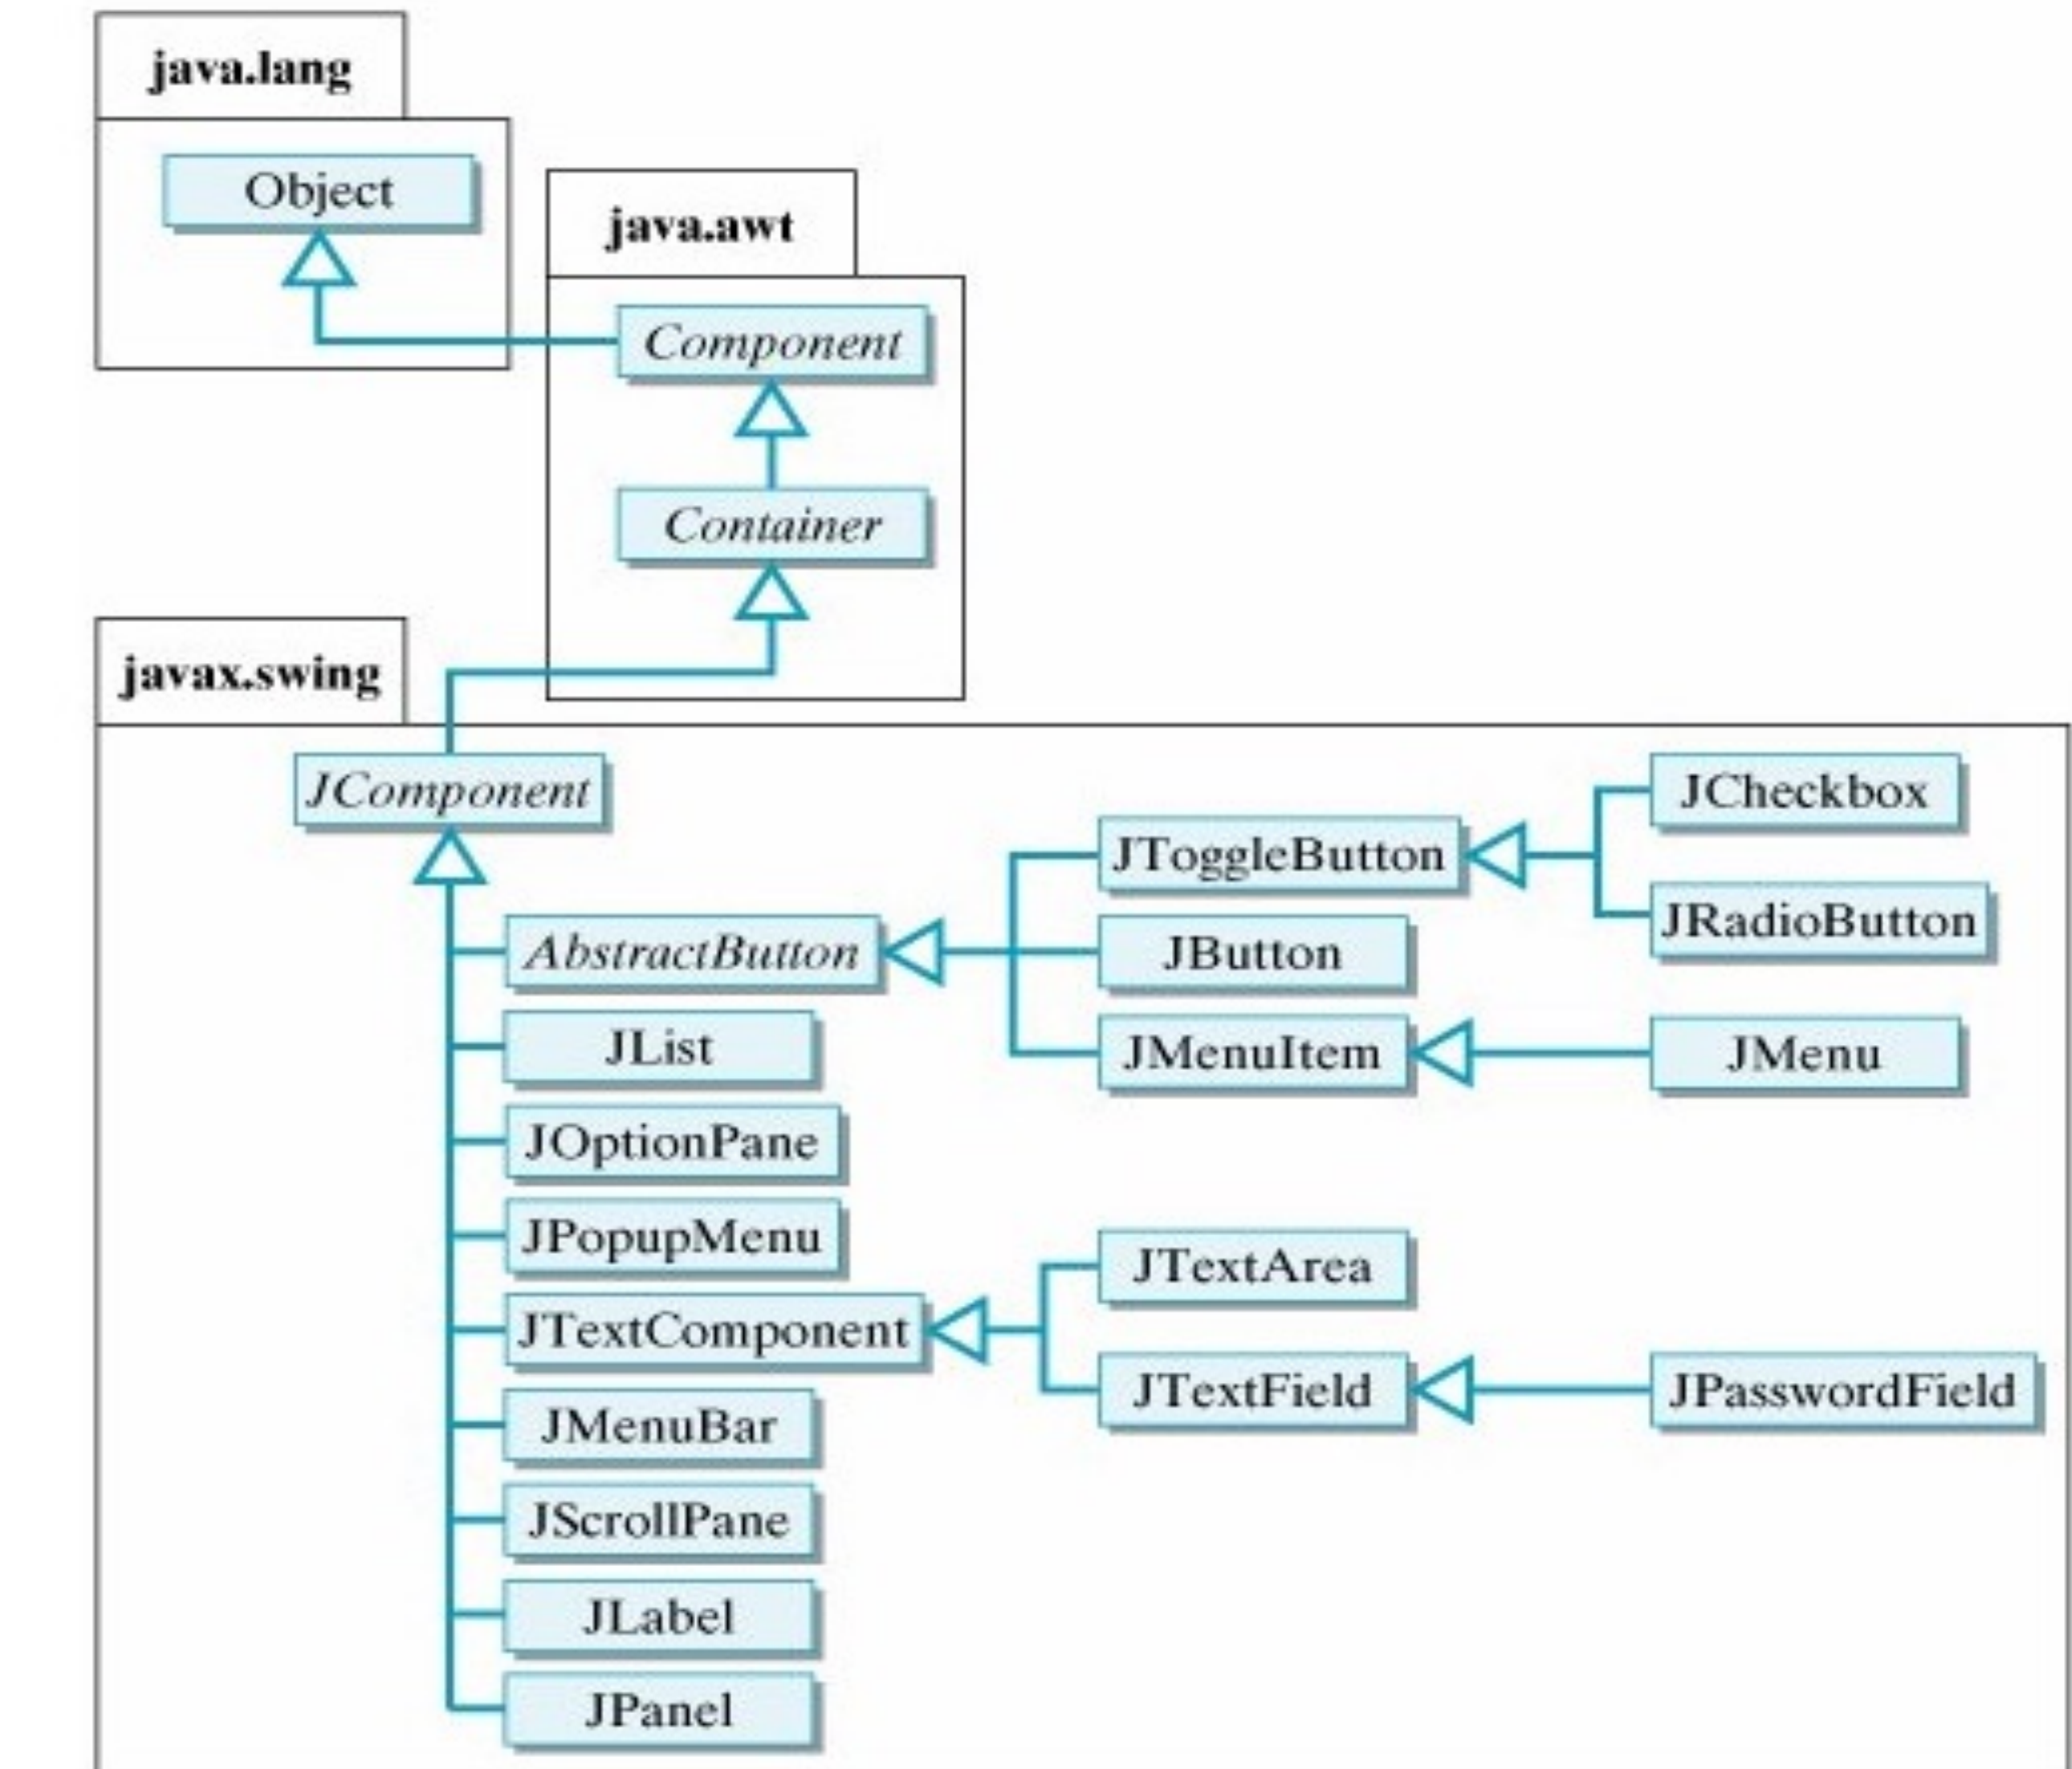 java.lang
Object
java.awt
Component
Container
javax.swing
JComponent
JCheckbox
JToggleButton
JRadioButton
AbstractButton
JButton
JList
JMenuItem
JMenu
JOptionPane
JPopupMenu
JTextArea
JTextComponent
JTextField
JPasswordField
JMenuBar
JScrollPane
JLabel
JPanel